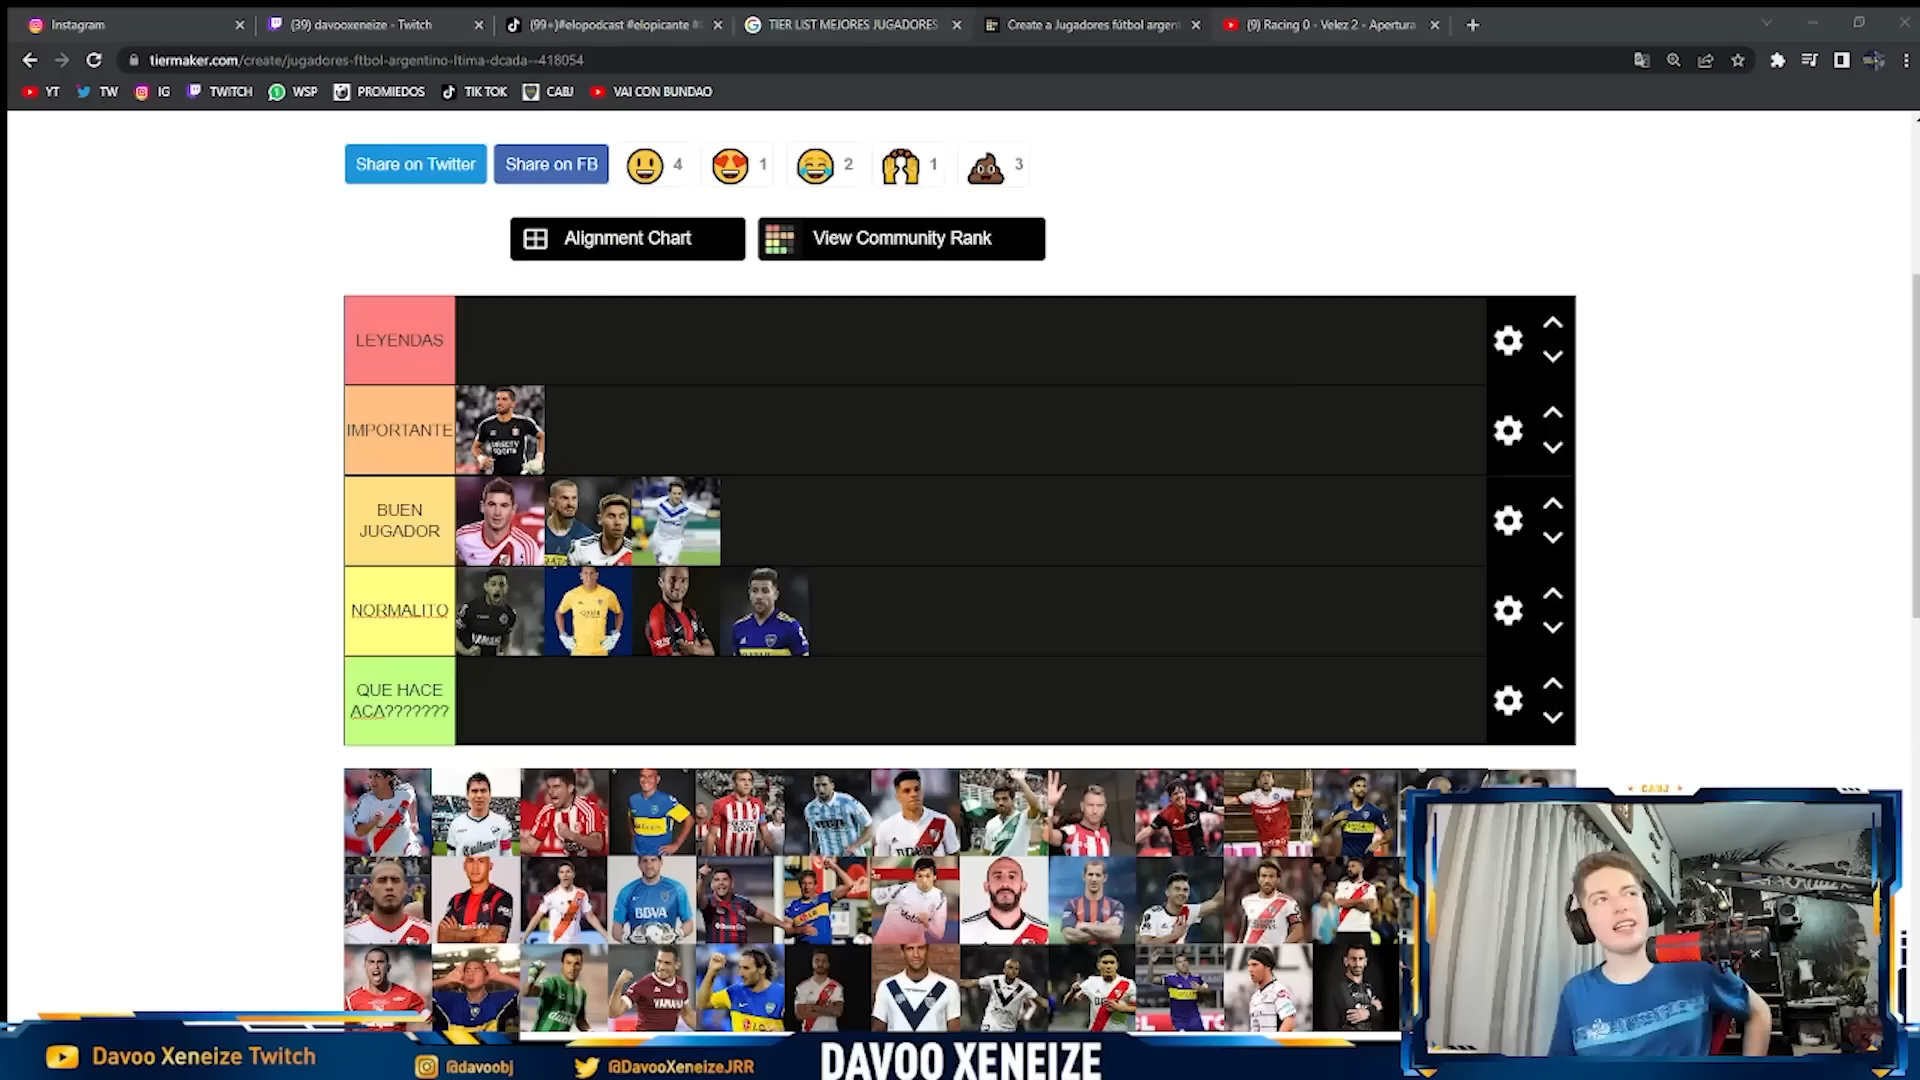 Instagram
(39) davooxeneize - Twitch
(99+)#elopodcast #elopicante #
TIER LIST MEJORES JUGADORES
Create a Jugadores fútbol argen
(9) Racing 0 - Velez 2 - Apertura
tiermaker.com/create/jugadores-ftbol-argentino-ltima-dcada--418054
YT
TW
IG
TWITCH
WSP
PROMIEDOS
TIK TOK
CABJ
VAI CON BUNDAO
Share on Twitter
Share on FB
4
1
2
1
3
Alignment Chart
View Community Rank
LEYENDAS
IMPORTANTE
BUEN
JUGADOR
NORMALITO
QUE HACE
ACA???????
BBVA
CABJ
Davoo Xeneize Twitch
@davoobj
@DavooXeneizeJRR
DAVOO XENEIZE